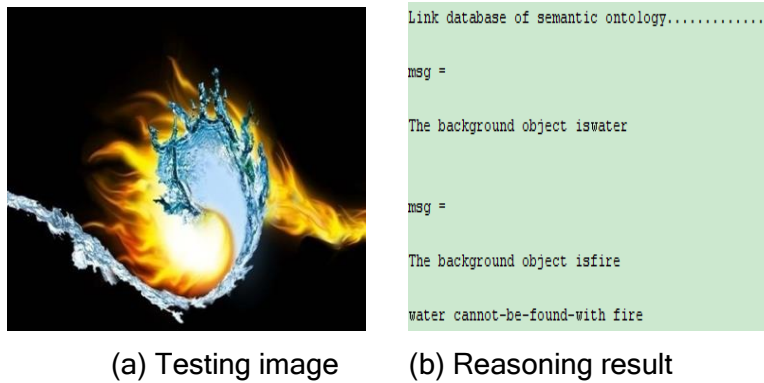 Link database of semantic ontology.............
msg =
The background object iswater
msg =
The background object isfire
water cannot-be-found-with fire
(a) Testing image
(b) Reasoning result